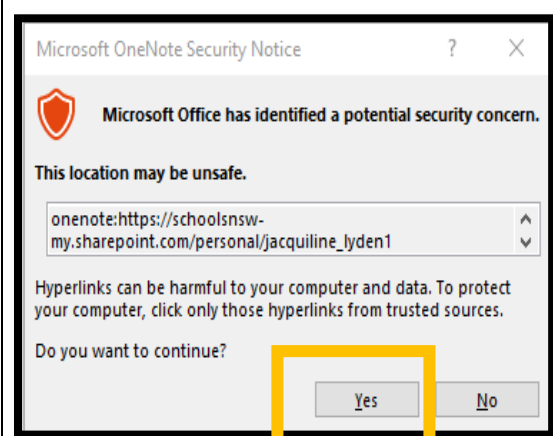 Microsoft OneNote Security Notice ?
Microsoft Office has identified a potential security concern.
This location may be unsafe.
onenote:https://schoolsnsw-
my.sharepoint.com/personal/jacquiline_lyden1
Hyperlinks can be harmful to your computer and data. To protect
your computer, click only those hyperlinks from trusted sources.
Do you want to continue?
Yes No